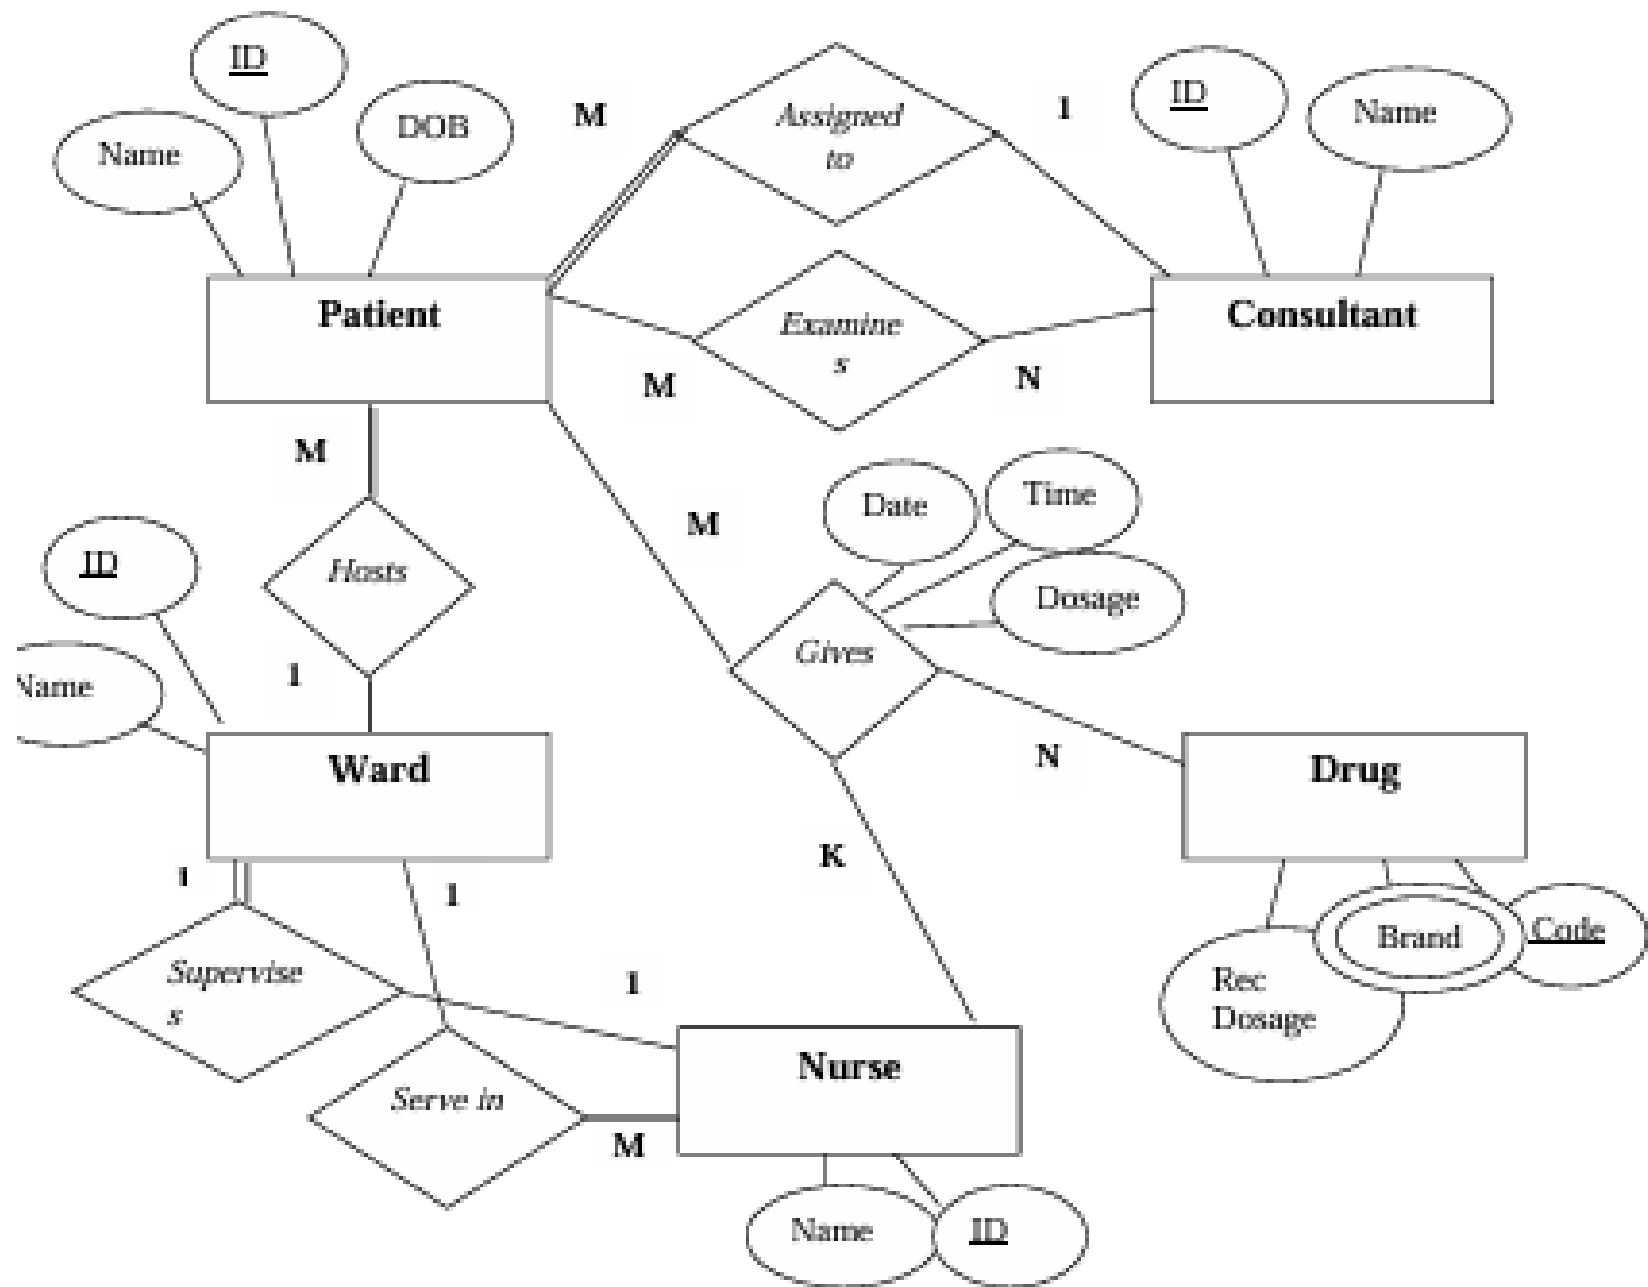 ID
Name
DOB
M
Assigned
to
1
ID
Name
Patient
Examine
s
Consultant
M
N
M
Hosts
1
ID
Name
M
Date
Time
Dosage
Gives
N
K
Ward
Drug
1
1
Supervise
s
1
Serve in
M
Nurse
Rec
Dosage
Brand
Code
Name
ID